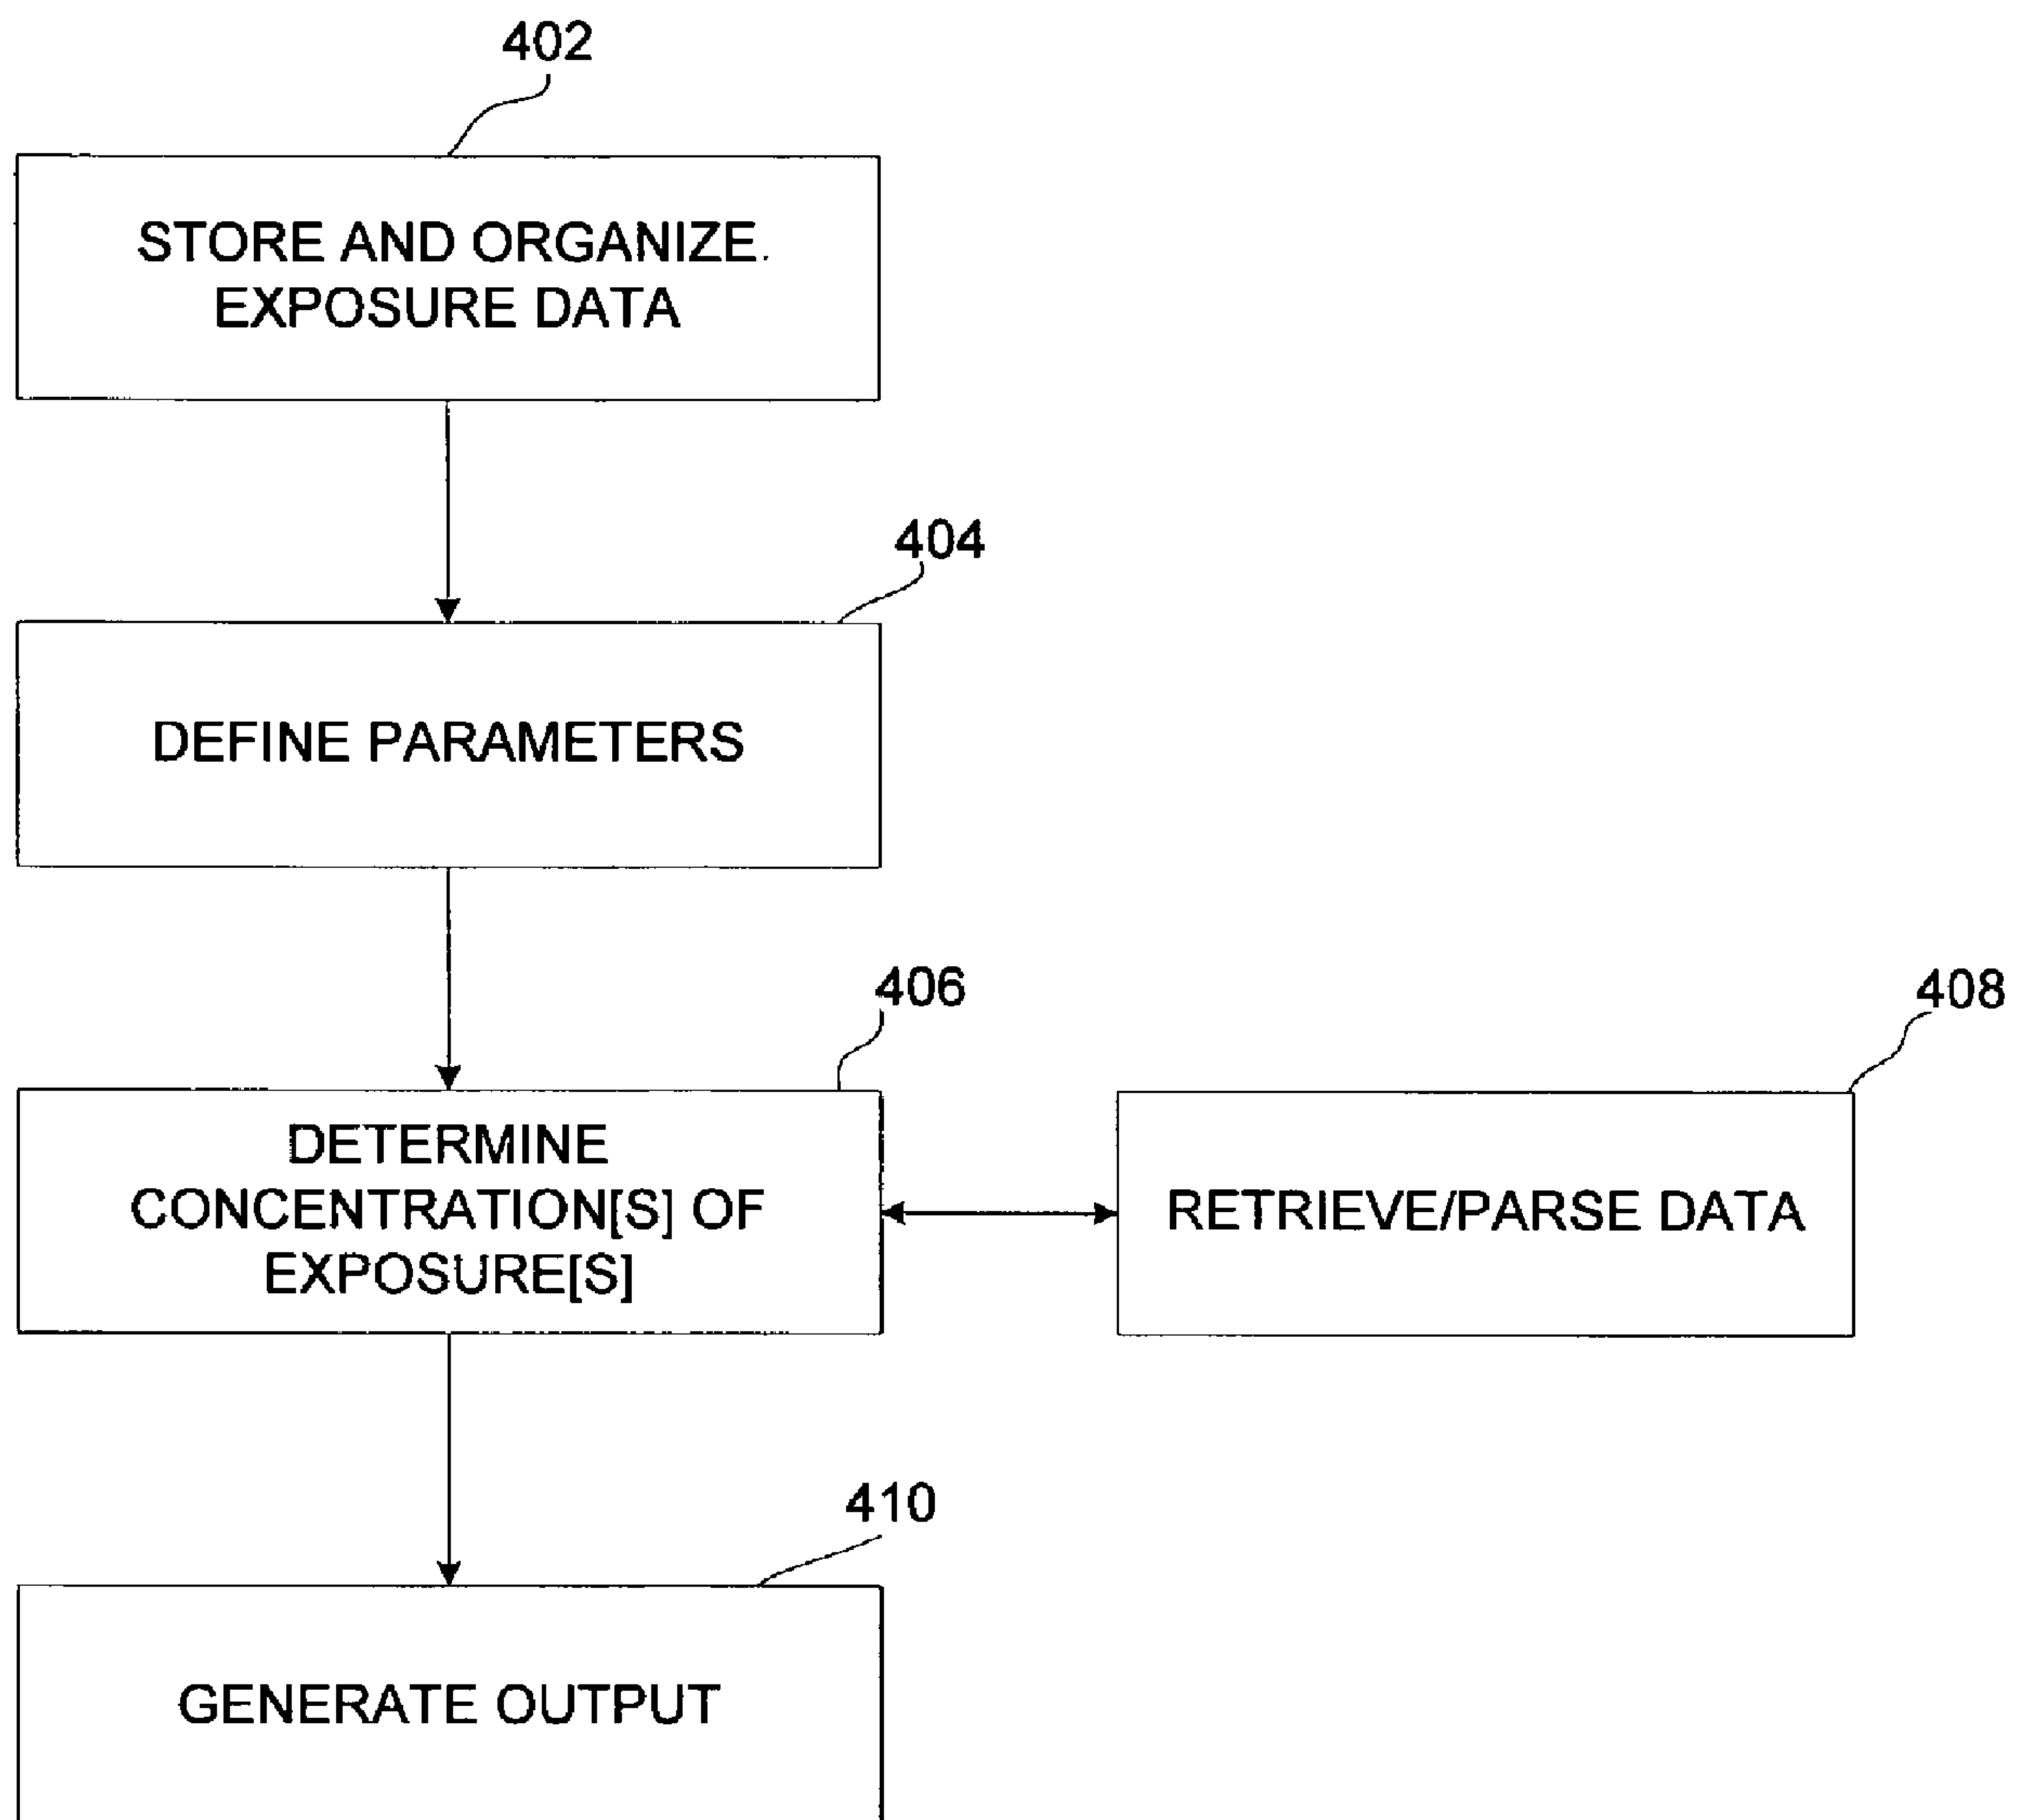 402
STORE AND ORGANIZE.
EXPOSURE DATA
404
DEFINE PARAMETERS
406
DETERMINE
CONCENTRATION[S] OF
EXPOSURE[S]
408
RETRIEVE/PARSE DATA
410
GENERATE OUTPUT